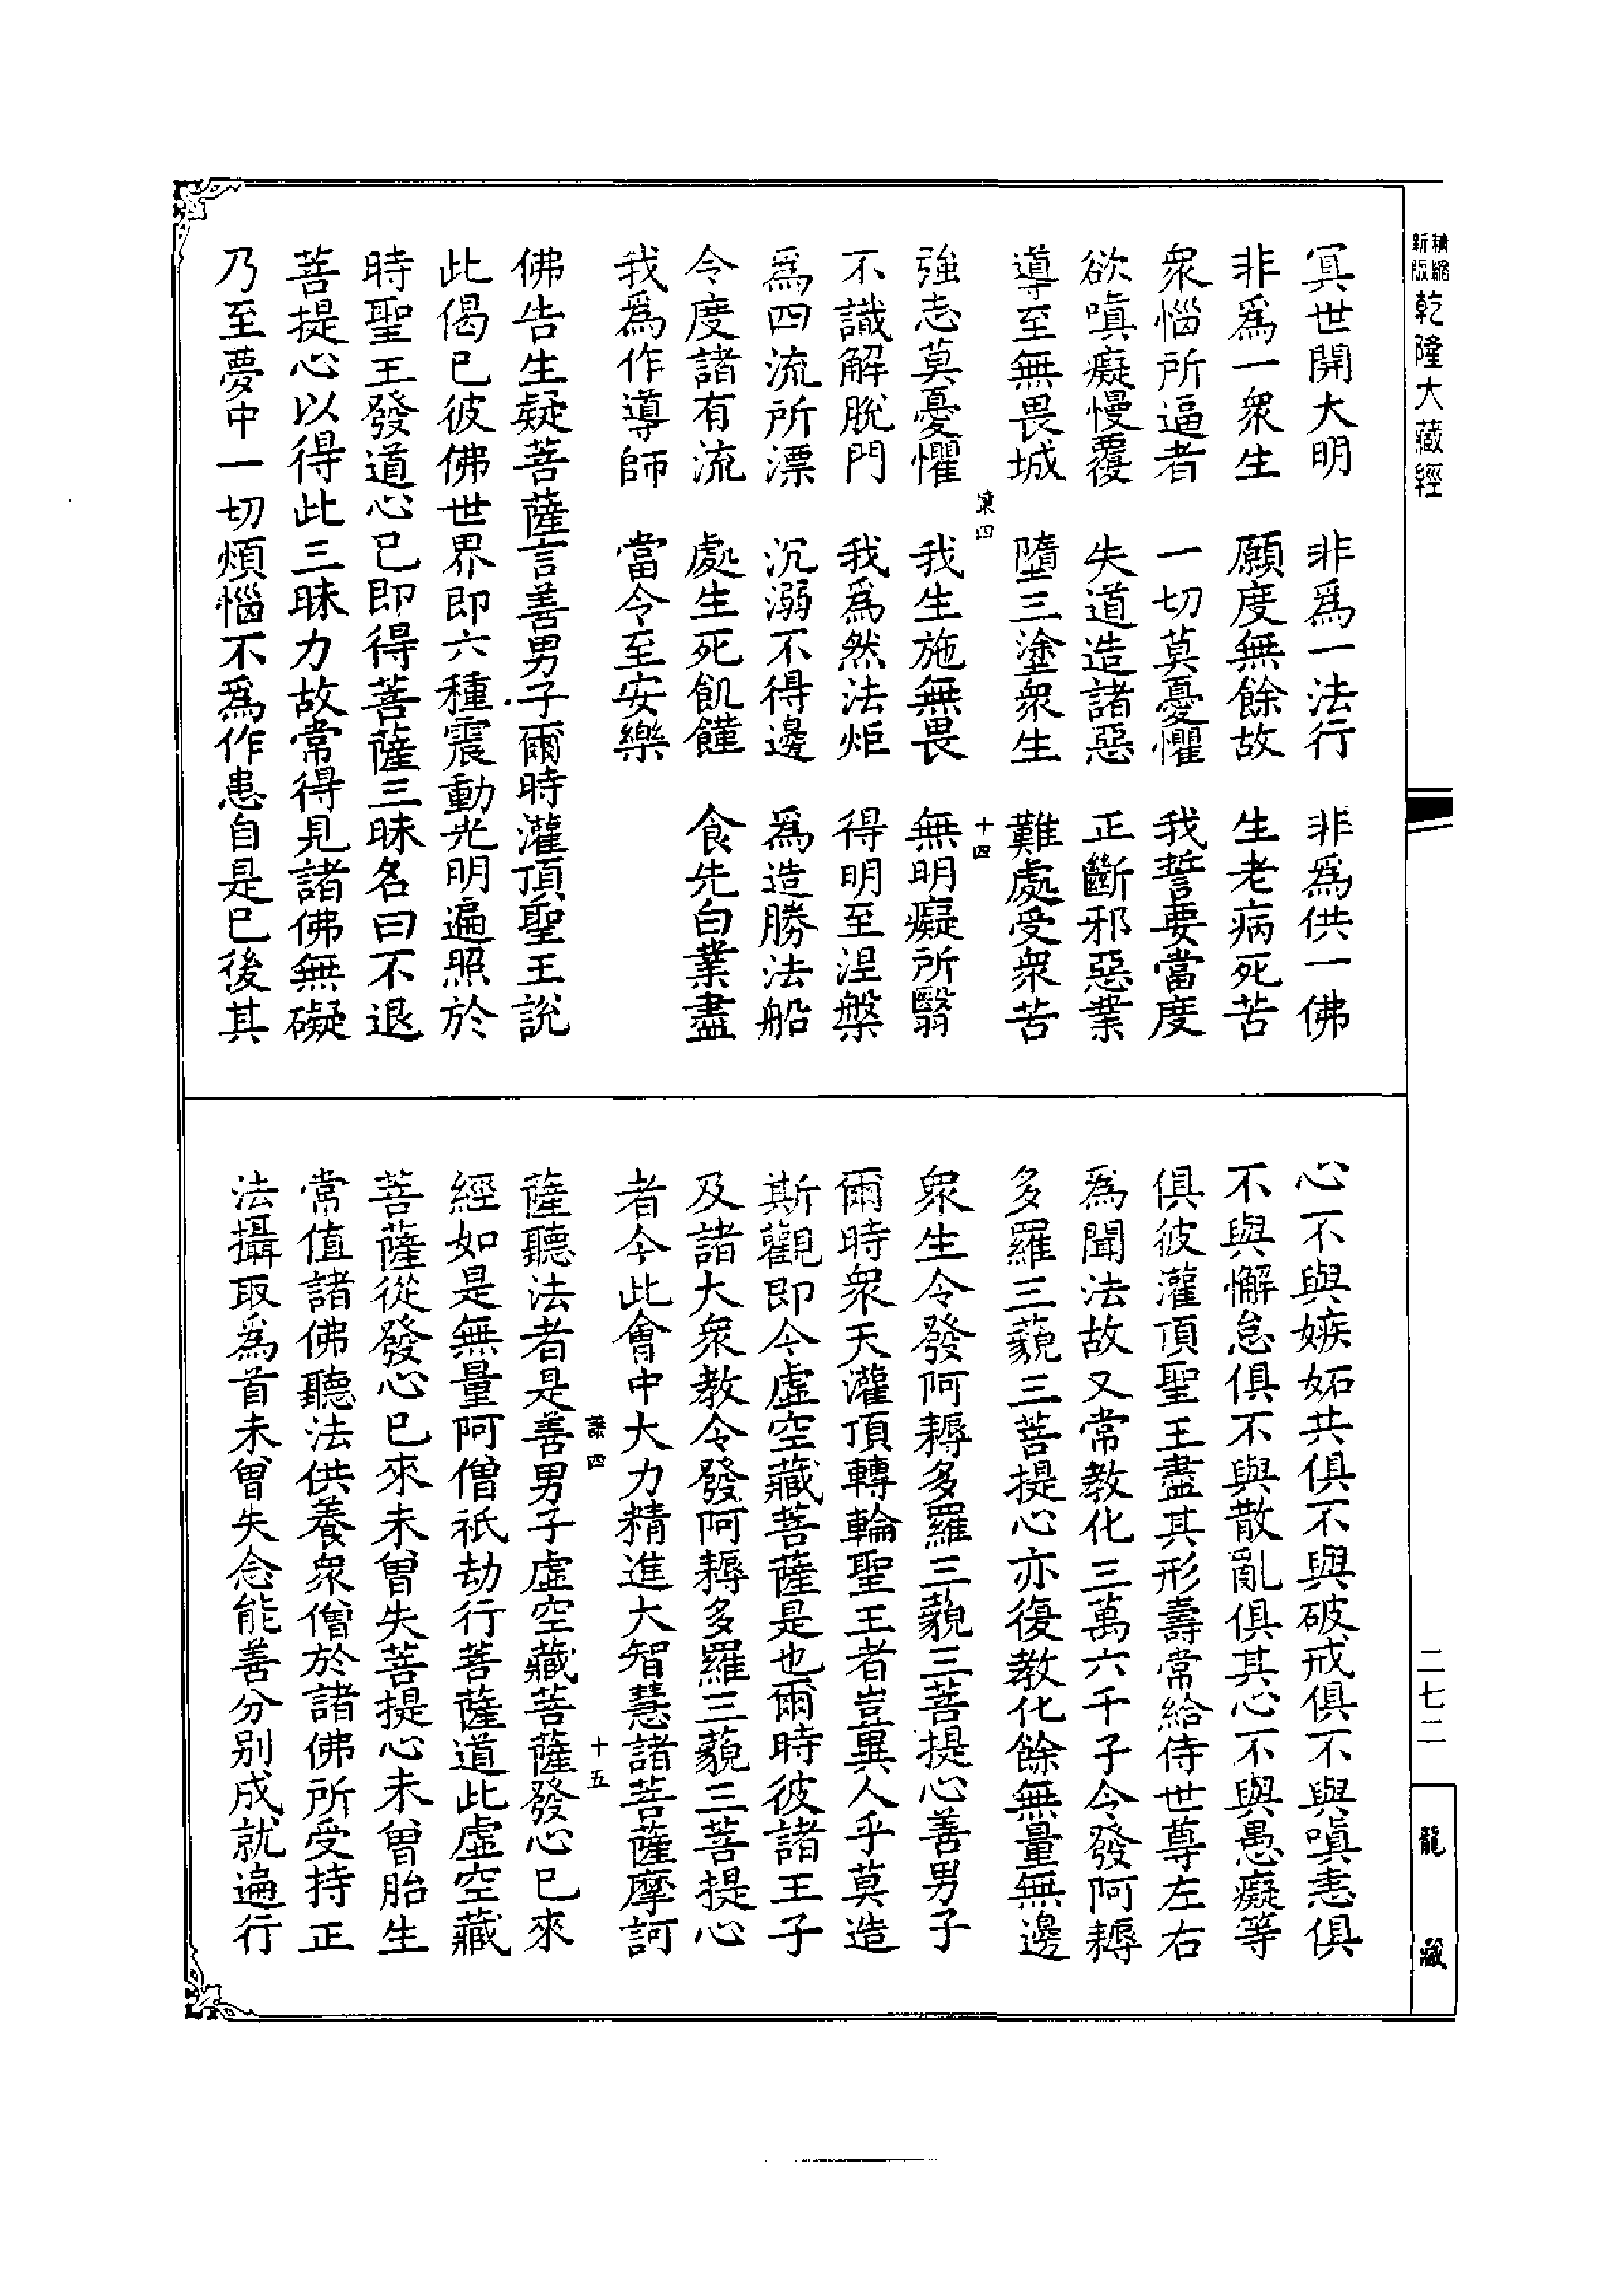 精縮新版乾隆大藏經
冥世開大明　非爲一法行　非爲供一佛
非爲一衆生　願度無餘故　生老病死苦
衆惱所逼者　一切莫憂懼　我誓要當度
欲嗔癡慢覆　失道造諸惡　正斷邪惡業
導至無畏城　墮三塗衆生　難處受衆苦
四　十四
強志莫憂懼　我生施無畏　無明癡所翳
不識解脫門　我爲然法炬　得明至涅槃
爲四流所漂　沉溺不得邊　爲造勝法船
令度諸有流　處生死飢饉　食先白業盡
我爲作導師　當令至安樂
佛告生疑菩薩言善男子爾時灌頂聖王說
此偈已彼佛世界即六種震動光明遍照於
時聖王發道心已即得菩薩三昧名曰不退
菩提心以得此三昧力故常得見諸佛無礙
乃至夢中一切煩惱不爲作患自是已後其
心不與嫉妬共俱不與破戒俱不與嗔恚俱
不與懈怠俱不與散亂俱其心不與愚癡等
俱彼灌頂聖王盡其形壽常給侍世尊左右
爲聞法故又常教化三萬六千子令發阿耨
多羅三藐三菩提心亦復教化餘無量無邊
衆生令發阿耨多羅三藐三菩提心善男子
爾時衆天灌頂轉輪聖王者豈異人乎莫造
斯觀即今虛空藏菩薩是也爾時彼諸王子
及諸大衆教令發阿耨多羅三藐三菩提心
者今此會中大力精進大智慧諸菩薩摩訶
四　十五
薩聽法者是善男子虛空藏菩薩發心已來
經如是無量阿僧祇劫行菩薩道此虛空藏
菩薩從發心已來未曾失菩提心未曾胎生
常值諸佛聽法供養衆僧於諸佛所受持正
法攝取爲首未曾失念能善分別成就遍行
二七二
龍藏